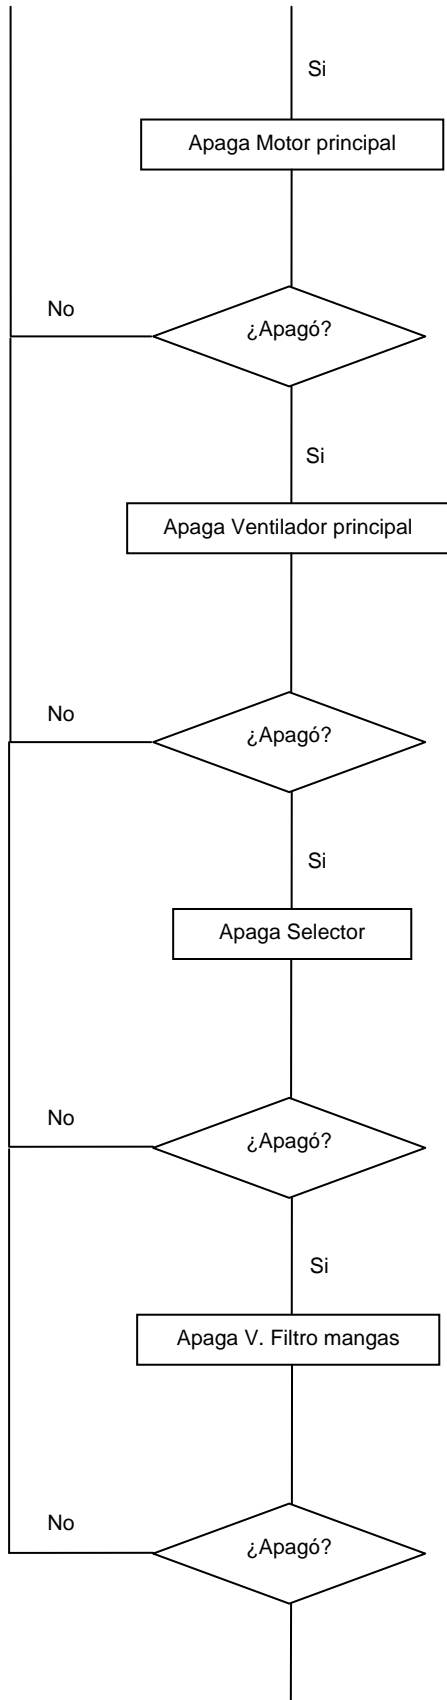 Si
Apaga Motor principal
No
¿Apagó?
Si
Apaga Ventilador principal
No
¿Apagó?
Si
Apaga Selector
No
¿Apagó?
Si
Apaga V. Filtro mangas
No
¿Apagó?